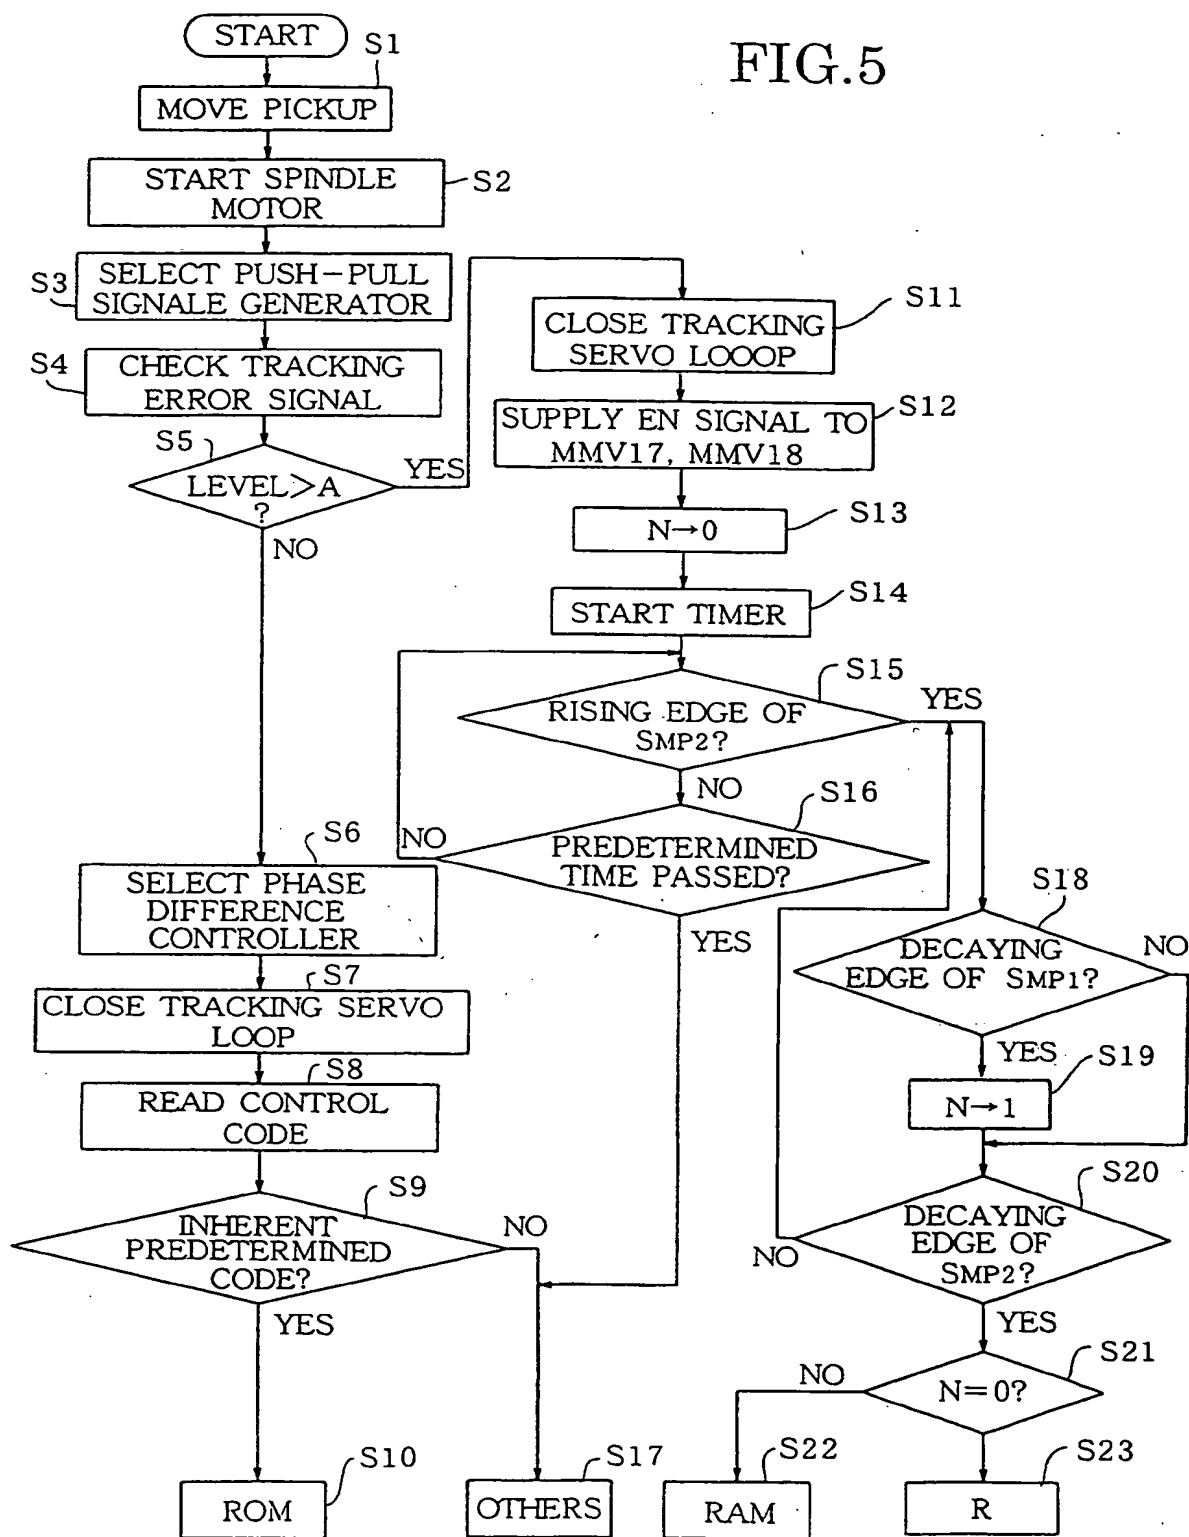 FIG.5
START
S1
MOVE PICKUP
START SPINDLE
MOTOR
S2
S3
SELECT PUSH-PULL
SIGNALE GENERATOR
S4
CHECK TRACKING
ERROR SIGNAL
S5
LEVEL>A
?
YES
NO
S6
SELECT PHASE
DIFFERENCE
CONTROLLER
S7
CLOSE TRACKING SERVO
LOOP
S8
READ CONTROL
CODE
S9
INHERENT
PREDETERMINED
CODE?
NO
YES
S10
ROM
S11
CLOSE TRACKING
SERVO LOOOP
S12
SUPPLY EN SIGNAL TO
MMV17, MMV18
S13
N→0
S14
START TIMER
S15
RISING EDGE OF
SMP2?
YES
NO
S16
PREDETERMINED
TIME PASSED?
NO
YES
S17
OTHERS
S18
DECAYING
EDGE OF SMP1?
NO
YES
S19
N→1
S20
DECAYING
EDGE OF
SMP2?
NO
YES
S21
N=0?
NO
S22
RAM
S23
R